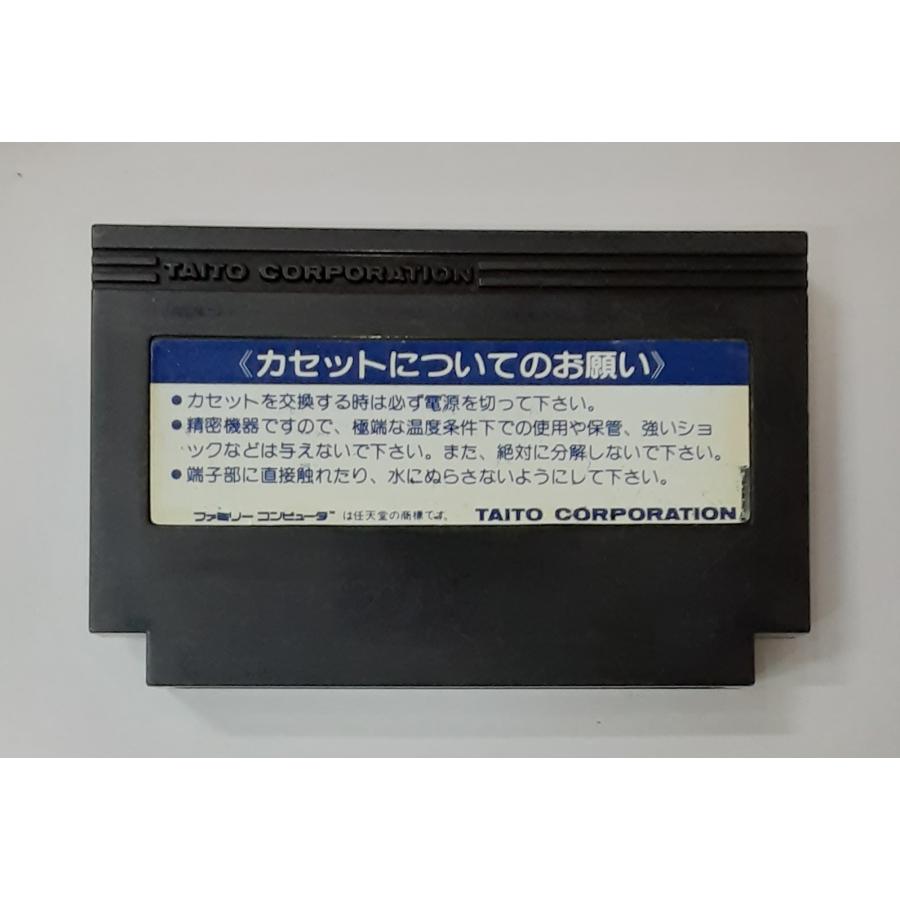 TAITO CORPORATION
《カセットについてのお願い》
●カセットを交換する時は必ず電源を切って下さい。
●精密機器ですので、極端な温度条件下での使用や保管、強いショ
ックなどは与えないで下さい。また、絶対に分解しないで下さい。
●端子部に直接触れたり、水にぬらさないようにして下さい。
ファミリーコンピュータ™ は任天堂の商標です。 TAITO CORPORATION